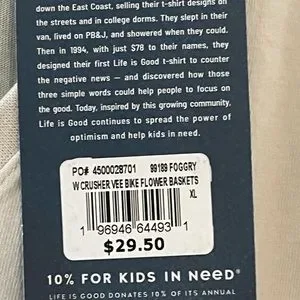 down the East Coast, selling their t-shirt designs on
the streets and in college dorms. They slept in their
van, lived on PB&J, and showered when they could.
Then in 1994, with just $78 to their names, they
designed their first Life is Good t-shirt to counter
the negative news — and discovered how those
three simple words could help people to focus on
the good. Today, inspired by this growing community,
Life is Good continues to spread the power of
optimism and help kids in need.
PO# 4500028701 99189 FOGGRY
W CRUSHER VEE BIKE FLOWER BASKETS
XL
1 96946 64493 1
$29.50
10% FOR KIDS IN NeeD®
LIFE IS GOOD DONATES 10% OF ITS ANNUAL